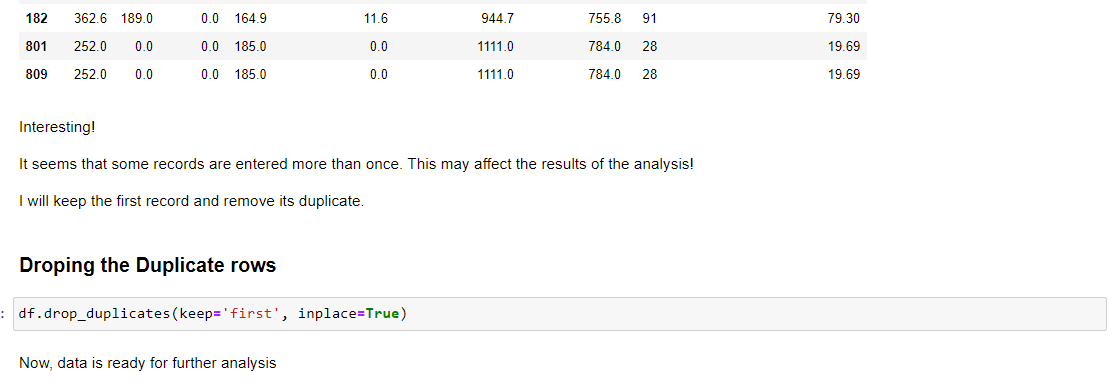 182 362.6 189.0 0.0 164.9 11.6 944.7 755.8 91 79.30
801 252.0 0.0 0.0 185.0 0.0 1111.0 784.0 28 19.69
809 252.0 0.0 0.0 185.0 0.0 1111.0 784.0 28 19.69
Interesting!
It seems that some records are entered more than once. This may affect the results of the analysis!
I will keep the first record and remove its duplicate.
Droping the Duplicate rows
: df.drop_duplicates(keep='first', inplace=True)
Now, data is ready for further analysis